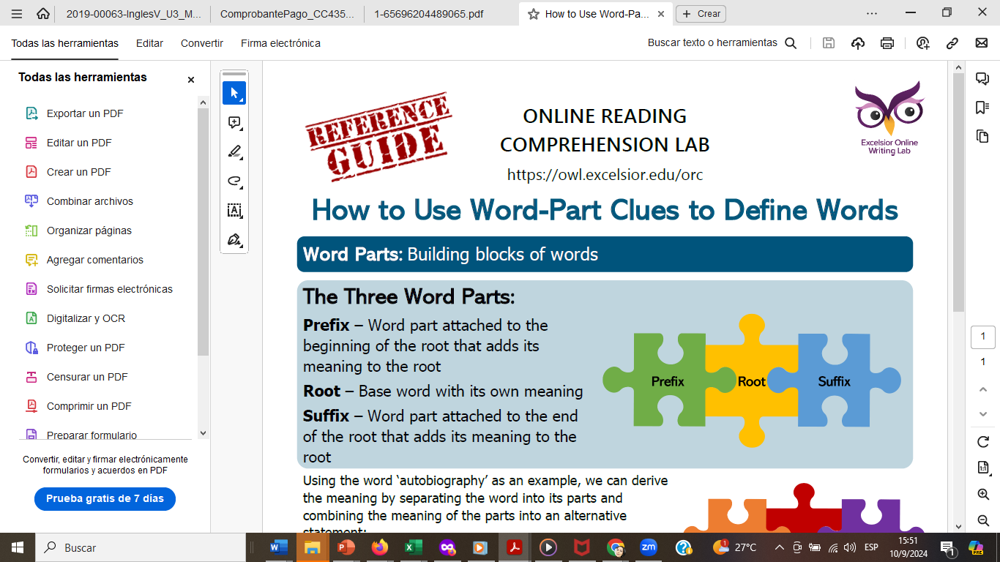 2019-00063-InglesV_U3_M...
ComprobantePago_CC435...
1-65696204489065.pdf
How to Use Word-Pa...
Crear
Todas las herramientas
Editar
Convertir
Firma electrónica
Buscar texto o herramientas
Todas las herramientas
Exportar un PDF
Editar un PDF
Crear un PDF
Combinar archivos
Organizar páginas
Agregar comentarios
Solicitar firmas electrónicas
Digitalizar y OCR
Proteger un PDF
Censurar un PDF
Comprimir un PDF
Preparar formulario
Convertir, editar y firmar electrónicamente
formularios y acuerdos en PDF
Prueba gratis de 7 días
REFERENCE
GUIDE
ONLINE READING
COMPREHENSION LAB
https://owl.excelsior.edu/orc
Excelsior Online
Writing Lab
How to Use Word-Part Clues to Define Words
Word Parts: Building blocks of words
The Three Word Parts:
Prefix – Word part attached to the
beginning of the root that adds its
meaning to the root
Root – Base word with its own meaning
Suffix – Word part attached to the end
of the root that adds its meaning to the
root
Prefix
Root
Suffix
Using the word ‘autobiography’ as an example, we can derive
the meaning by separating the word into its parts and
combining the meaning of the parts into an alternative
statement:
1
1
1:1
Buscar
zm
1
27°C
ESP
15:51
10/9/2024
1
PRE